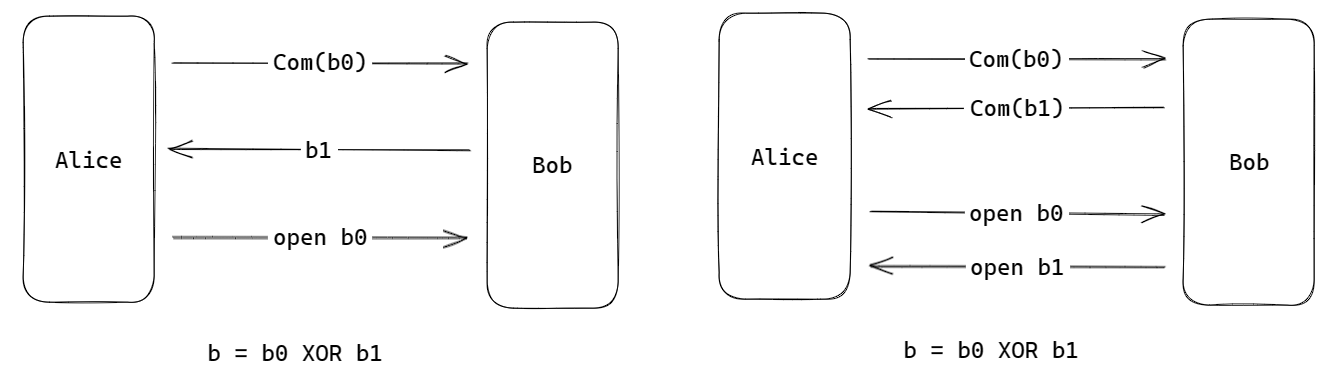 Com(b0)
b1
Alice
Bob
open b0
b = b0 XOR b1
Com(b0)
Com(b1)
Alice
Bob
open b0
open b1
b = b0 XOR b1